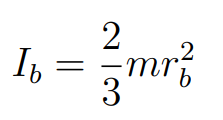 $I_b = \frac{2}{3} m r_b^2$